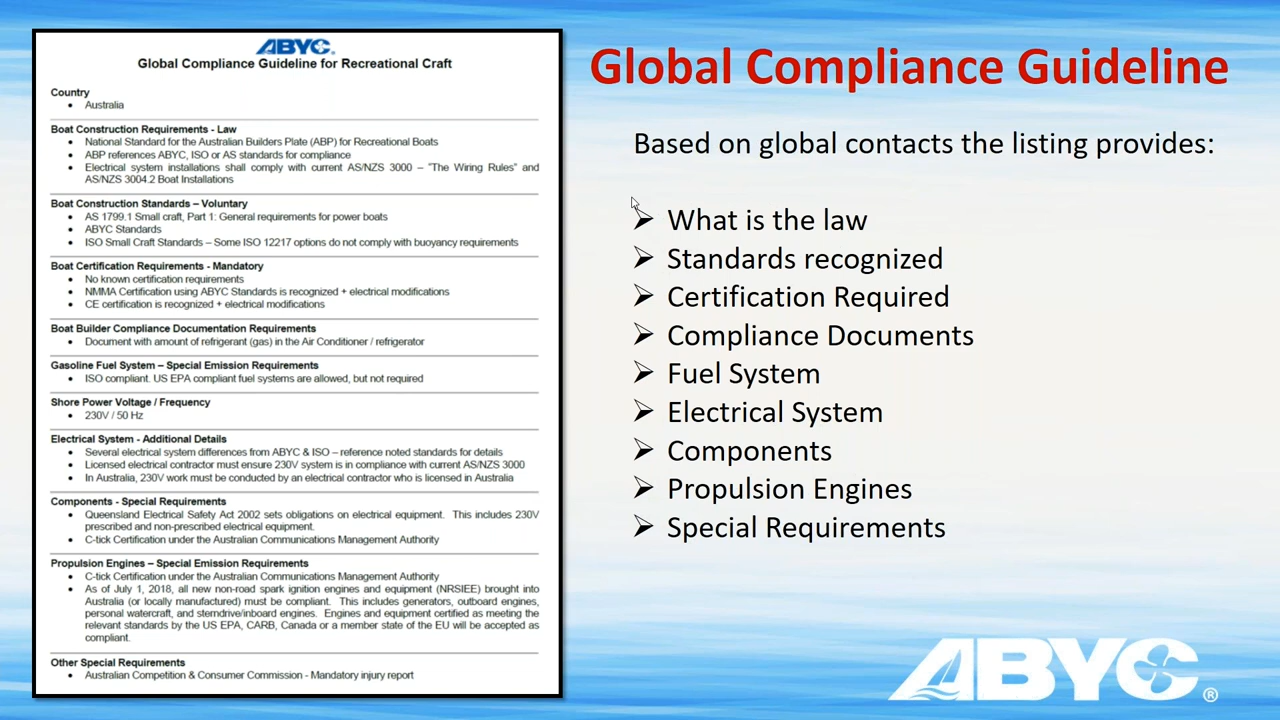 ABYC®
Global Compliance Guideline for Recreational Craft
Country
• Australia
Boat Construction Requirements - Law
• National Standard for the Australian Builders Plate (ABP) for Recreational Boats
• ABP references ABYC, ISO or AS standards for compliance
• Electrical system installations shall comply with current AS/NZS 3000 – "The Wiring Rules" and
AS/NZS 3004.2 Boat Installations
Boat Construction Standards – Voluntary
• AS 1799.1 Small craft, Part 1: General requirements for power boats
• ABYC Standards
• ISO Small Craft Standards – Some ISO 12217 options do not comply with buoyancy requirements
Boat Certification Requirements - Mandatory
• No known certification requirements
• NMMA Certification using ABYC Standards is recognized + electrical modifications
• CE certification is recognized + electrical modifications
Boat Builder Compliance Documentation Requirements
• Document with amount of refrigerant (gas) in the Air Conditioner / refrigerator
Gasoline Fuel System – Special Emission Requirements
• ISO compliant. US EPA compliant fuel systems are allowed, but not required
Shore Power Voltage / Frequency
• 230V / 50 Hz
Electrical System - Additional Details
• Several electrical system differences from ABYC & ISO – reference noted standards for details
• Licensed electrical contractor must ensure 230V system is in compliance with current AS/NZS 3000
• In Australia, 230V work must be conducted by an electrical contractor who is licensed in Australia
Components - Special Requirements
• Queensland Electrical Safety Act 2002 sets obligations on electrical equipment. This includes 230V
prescribed and non-prescribed electrical equipment.
• C-tick Certification under the Australian Communications Management Authority
Propulsion Engines – Special Emission Requirements
• C-tick Certification under the Australian Communications Management Authority
• As of July 1, 2018, all new non-road spark ignition engines and equipment (NRSIEE) brought into
Australia (or locally manufactured) must be compliant. This includes generators, outboard engines,
personal watercraft, and sterndrive/inboard engines. Engines and equipment certified as meeting the
relevant standards by the US EPA, CARB, Canada or a member state of the EU will be accepted as
compliant.
Other Special Requirements
• Australian Competition & Consumer Commission - Mandatory injury report
Global Compliance Guideline
Based on global contacts the listing provides:
➢ What is the law
➢ Standards recognized
➢ Certification Required
➢ Compliance Documents
➢ Fuel System
➢ Electrical System
➢ Components
➢ Propulsion Engines
➢ Special Requirements
ABYC®